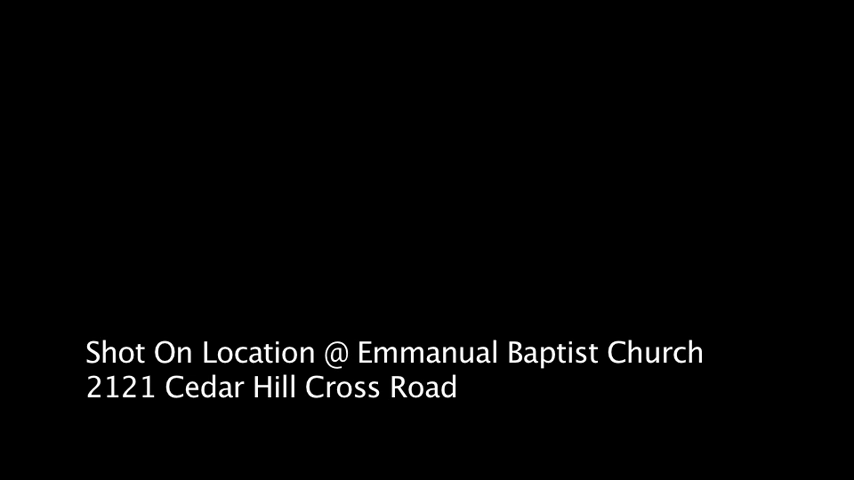 Shot On Location @ Emmanual Baptist Church
2121 Cedar Hill Cross Road